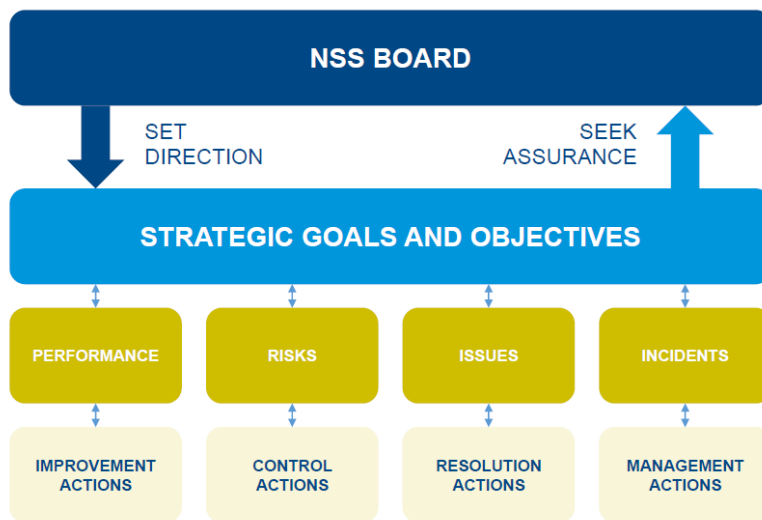 NSS BOARD
SET
DIRECTION
SEEK
ASSURANCE
STRATEGIC GOALS AND OBJECTIVES
PERFORMANCE
RISKS
ISSUES
INCIDENTS
IMPROVEMENT
ACTIONS
CONTROL
ACTIONS
RESOLUTION
ACTIONS
MANAGEMENT
ACTIONS